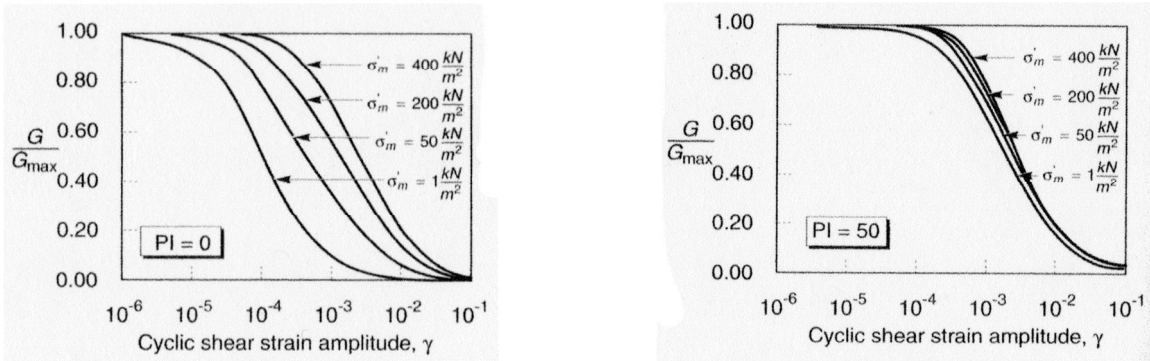 1.00
0.80
0.60
0.40
0.20
0.00
G
Gmax
σ'm = 400 kN/m²
σ'm = 200 kN/m²
σ'm = 50 kN/m²
σ'm = 1 kN/m²
PI = 0
10-6 10-5 10-4 10-3 10-2 10-1
Cyclic shear strain amplitude, γ
1.00
0.80
0.60
0.40
0.20
0.00
G
Gmax
σ'm = 400 kN/m²
σ'm = 200 kN/m²
σ'm = 50 kN/m²
σ'm = 1 kN/m²
PI = 50
10-6 10-5 10-4 10-3 10-2 10-1
Cyclic shear strain amplitude, γ